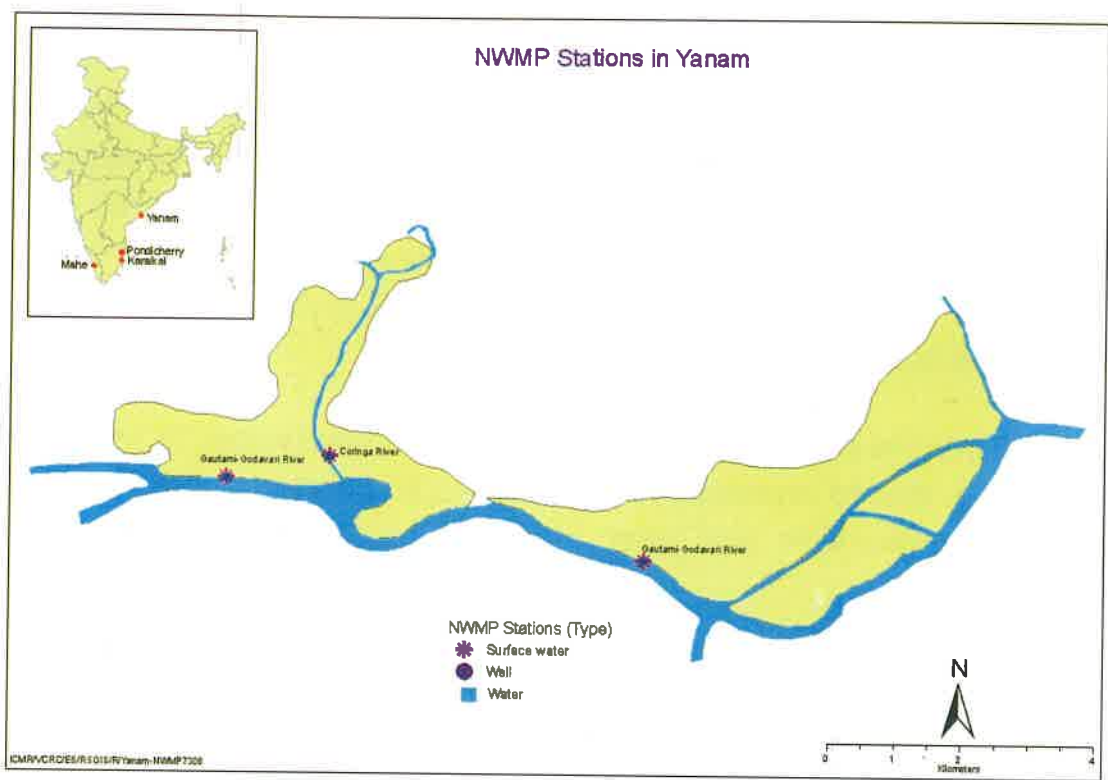 NWMP Stations in Yanam
Yanam
Pondicherry
Karaikal
Mahe
Gautami-Godavari River
Coringa River
Gautami-Godavari River
NWMP Stations (Type)
Surface water
Well
Water
N
0 1 2 4
Kilometers